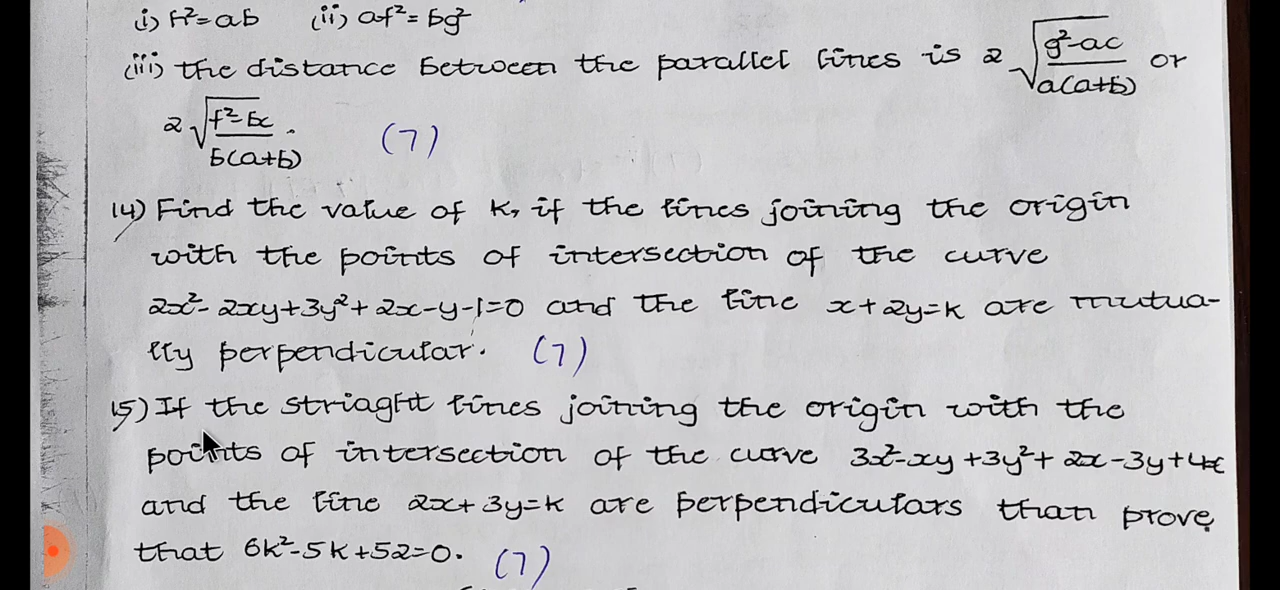 (i) h²=ab (ii) af²=bg²
(iii) the distance between the parallel lines is 2 √((g²-ac)/(a(a+b))) or
2 √((f²-bc)/(b(a+b))). (7)
14) Find the value of k, if the lines joining the origin
with the points of intersection of the curve
2x²-2xy+3y²+2x-y-1=0 and the line x+2y=k are mutua-
lly perpendicular. (7)
15) If the striaght lines joining the origin with the
points of intersection of the curve 3x²-xy+3y²+2x-3y+4
and the line 2x+3y=k are perpendiculars than prove
that 6k²-5k+52=0. (7)